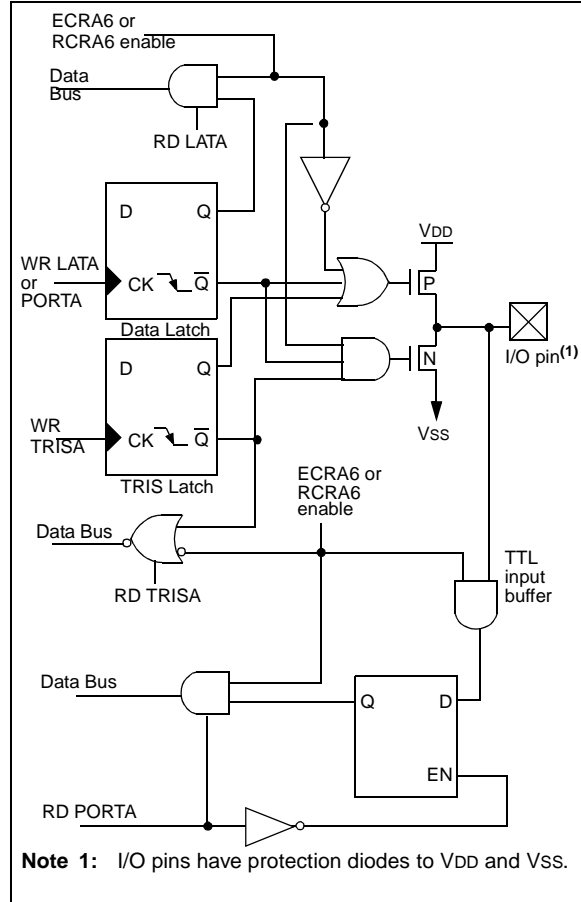 ECRA6 or
RCRA6 enable
Data
Bus
RD LATA
D Q
VDD
WR LATA
or
PORTA
CK Q
P
Data Latch
I/O pin(1)
D Q
N
WR
TRISA
CK Q
VSS
TRIS Latch
ECRA6 or
RCRA6
enable
Data Bus
TTL
input
buffer
RD TRISA
Data Bus
Q D
EN
RD PORTA
Note 1: I/O pins have protection diodes to VDD and VSS.